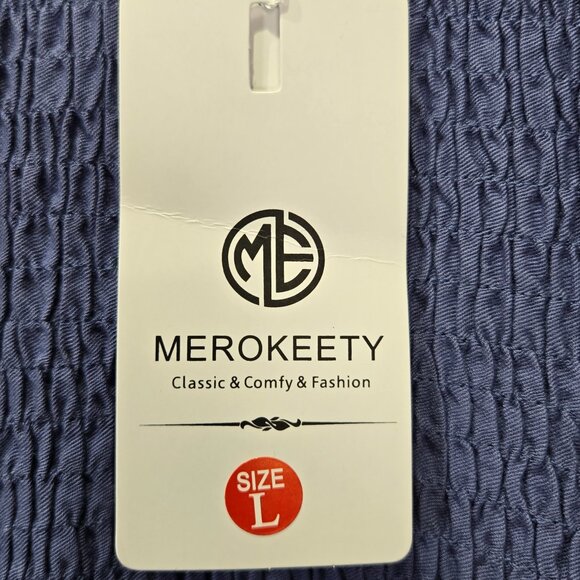 ME
MEROKEETY
Classic & Comfy & Fashion
SIZE
L